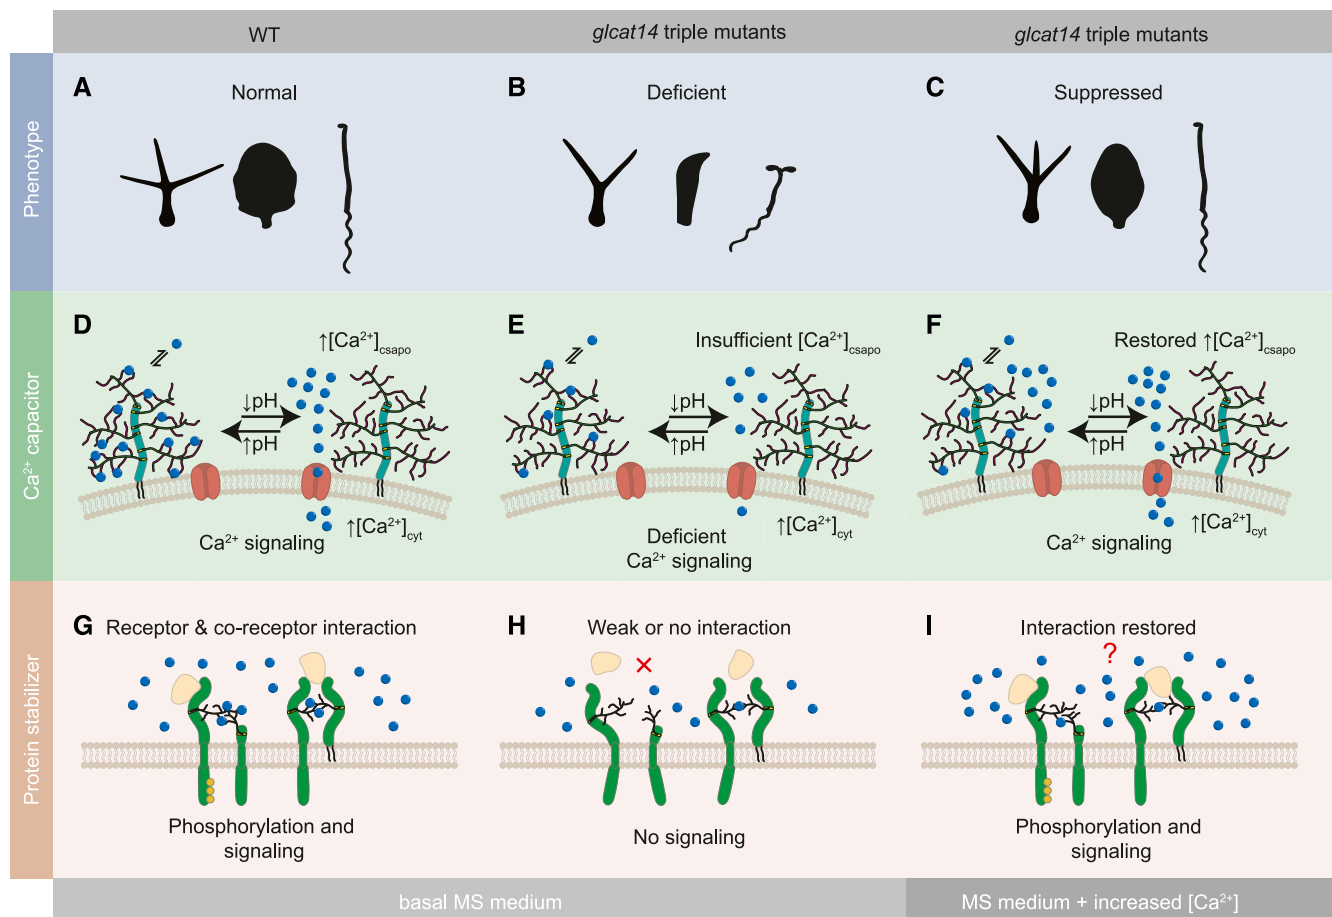 WT
glcat14 triple mutants
glcat14 triple mutants
Phenotype
A
Normal
B
Deficient
C
Suppressed
Ca2+ capacitor
D
↑[Ca2+]csapo
↓pH
↑pH
↑[Ca2+]cyt
Ca2+ signaling
E
Insufficient [Ca2+]csapo
↓pH
↑pH
↑[Ca2+]cyt
Deficient
Ca2+ signaling
F
Restored ↑[Ca2+]csapo
↓pH
↑pH
↑[Ca2+]cyt
Ca2+ signaling
Protein stabilizer
G
Receptor & co-receptor interaction
Phosphorylation and
signaling
H
Weak or no interaction
No signaling
I
Interaction restored
?
Phosphorylation and
signaling
basal MS medium
MS medium + increased [Ca2+]